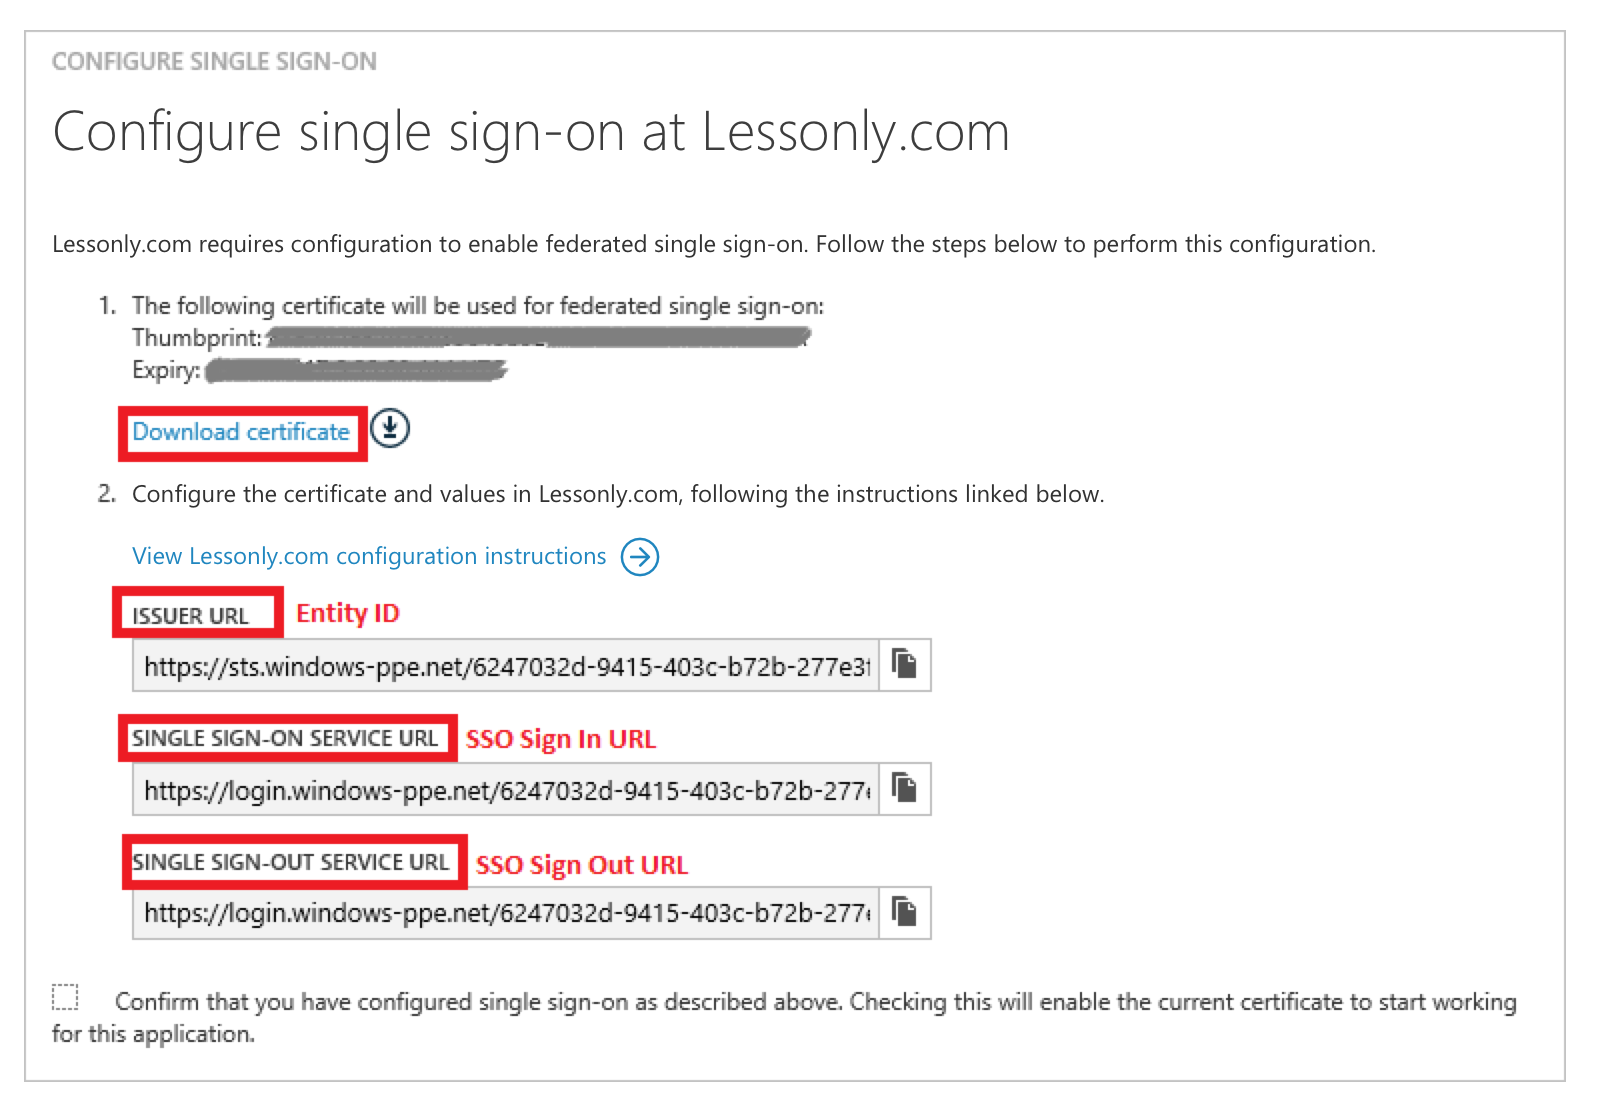 CONFIGURE SINGLE SIGN-ON
Configure single sign-on at Lessonly.com
Lessonly.com requires configuration to enable federated single sign-on. Follow the steps below to perform this configuration.
1. The following certificate will be used for federated single sign-on:
Thumbprint:
Expiry:
Download certificate
2. Configure the certificate and values in Lessonly.com, following the instructions linked below.
View Lessonly.com configuration instructions
ISSUER URL Entity ID
https://sts.windows-ppe.net/6247032d-9415-403c-b72b-277e3
SINGLE SIGN-ON SERVICE URL SSO Sign In URL
https://login.windows-ppe.net/6247032d-9415-403c-b72b-277
SINGLE SIGN-OUT SERVICE URL SSO Sign Out URL
https://login.windows-ppe.net/6247032d-9415-403c-b72b-277
Confirm that you have configured single sign-on as described above. Checking this will enable the current certificate to start working
for this application.